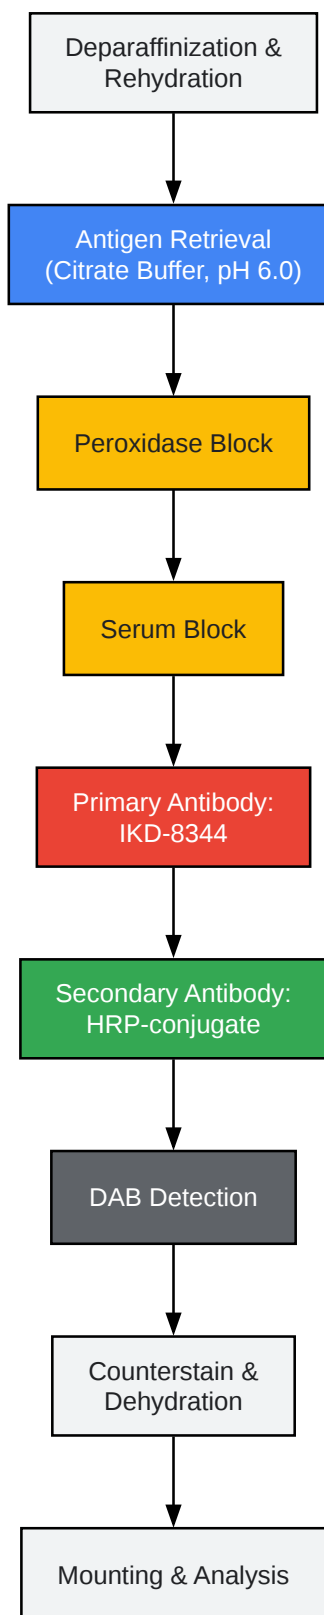 Deparaffinization &
Rehydration
Antigen Retrieval
(Citrate Buffer, pH 6.0)
Peroxidase Block
Serum Block
Primary Antibody:
IKD-8344
Secondary Antibody:
HRP-conjugate
DAB Detection
Counterstain &
Dehydration
Mounting & Analysis